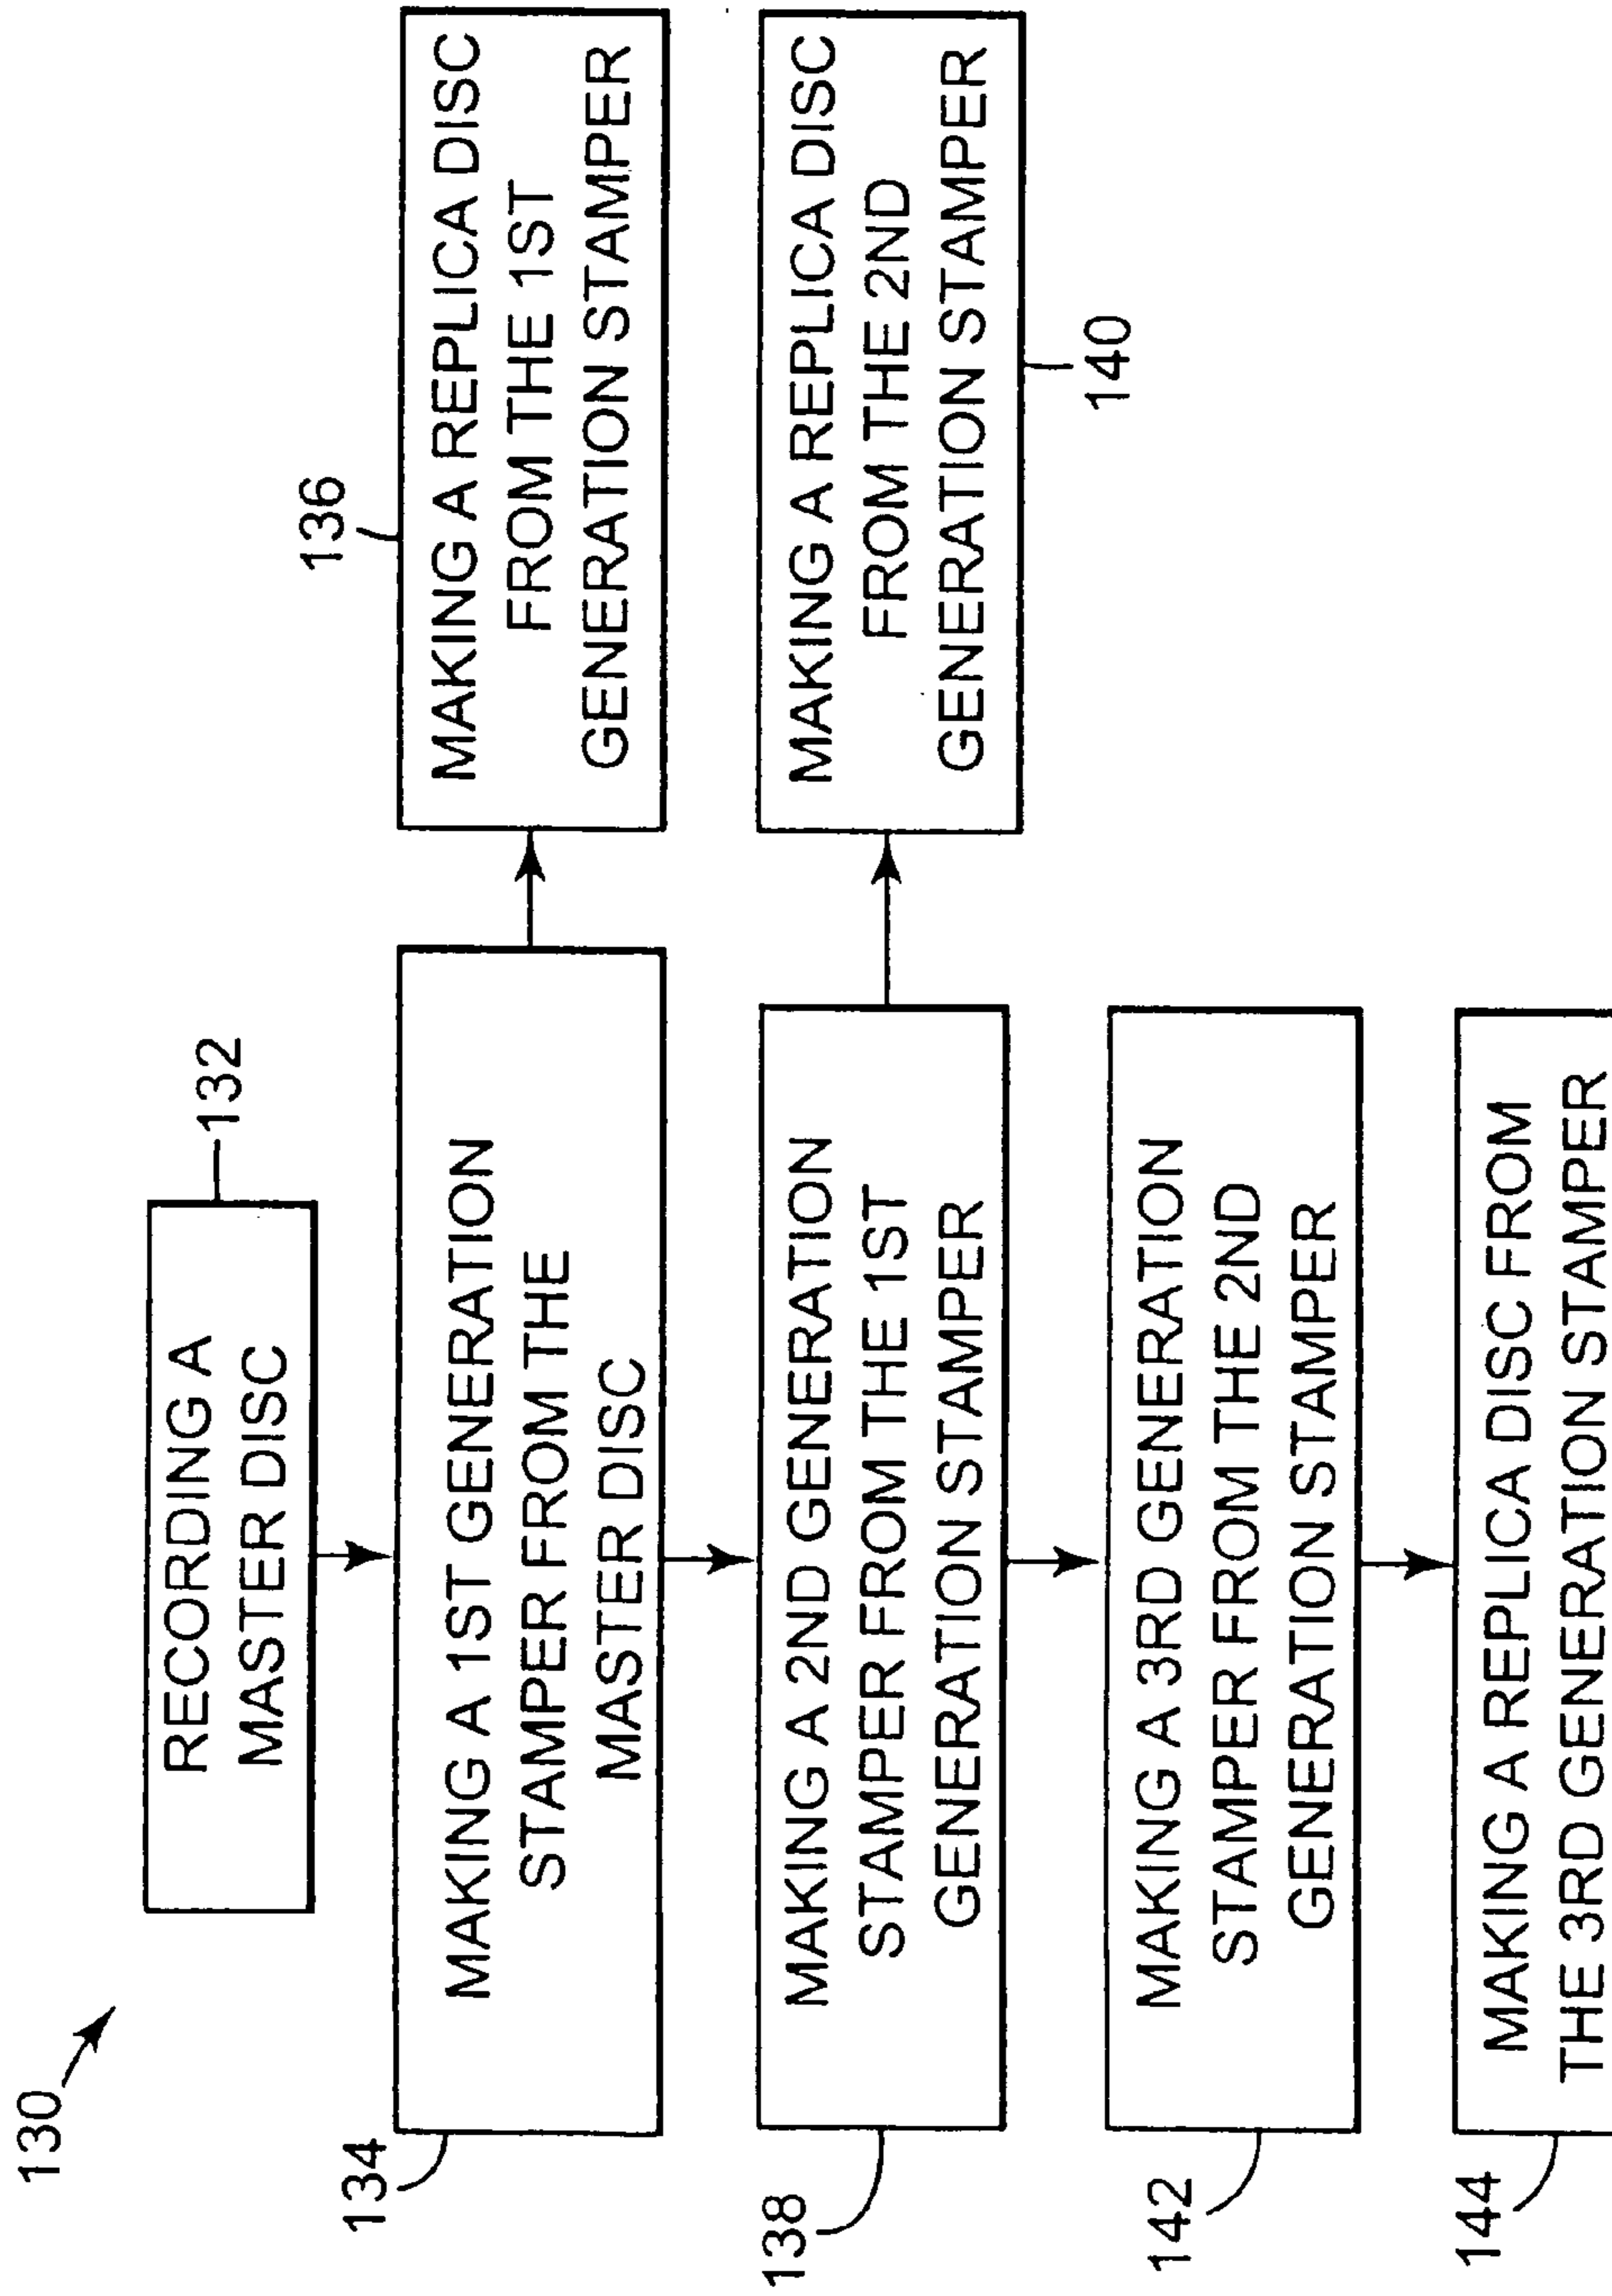 130
RECORDING A
MASTER DISC
132
134
MAKING A 1ST GENERATION
STAMPER FROM THE
MASTER DISC
136
MAKING A REPLICA DISC
FROM THE 1ST
GENERATION STAMPER
138
MAKING A 2ND GENERATION
STAMPER FROM THE 1ST
GENERATION STAMPER
MAKING A REPLICA DISC
FROM THE 2ND
GENERATION STAMPER
140
142
MAKING A 3RD GENERATION
STAMPER FROM THE 2ND
GENERATION STAMPER
144
MAKING A REPLICA DISC FROM
THE 3RD GENERATION STAMPER